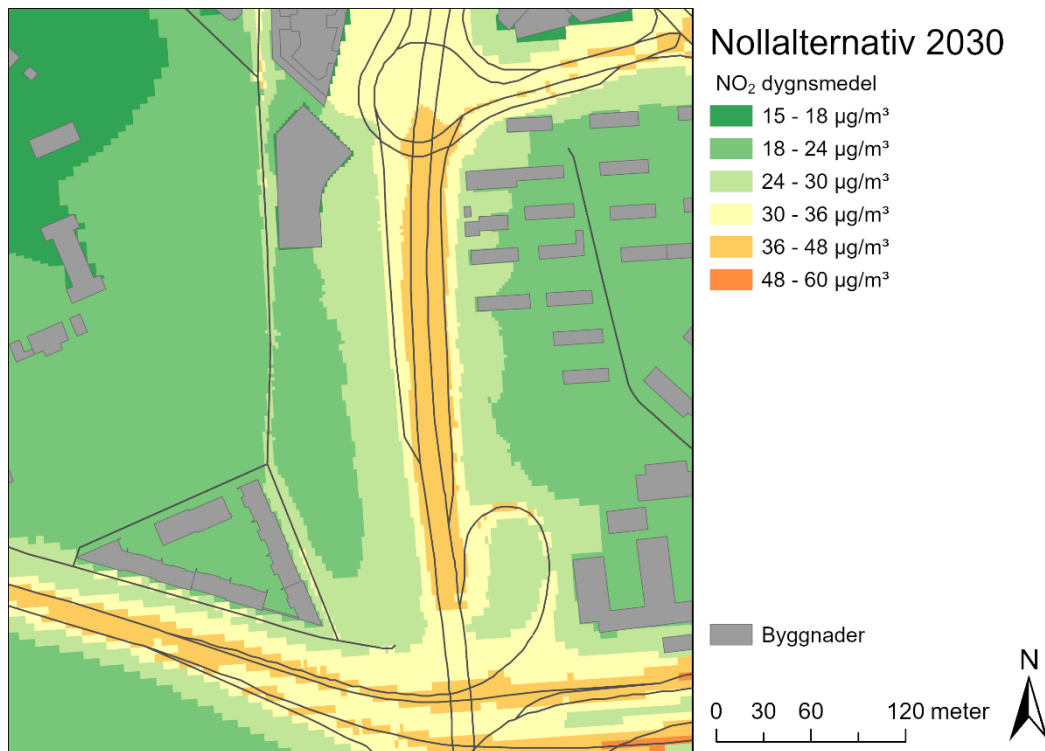 Nollalternativ 2030
NO₂ dygnsmedel
15 - 18 µg/m³
18 - 24 µg/m³
24 - 30 µg/m³
30 - 36 µg/m³
36 - 48 µg/m³
48 - 60 µg/m³
Byggnader
N
0 30 60 120 meter